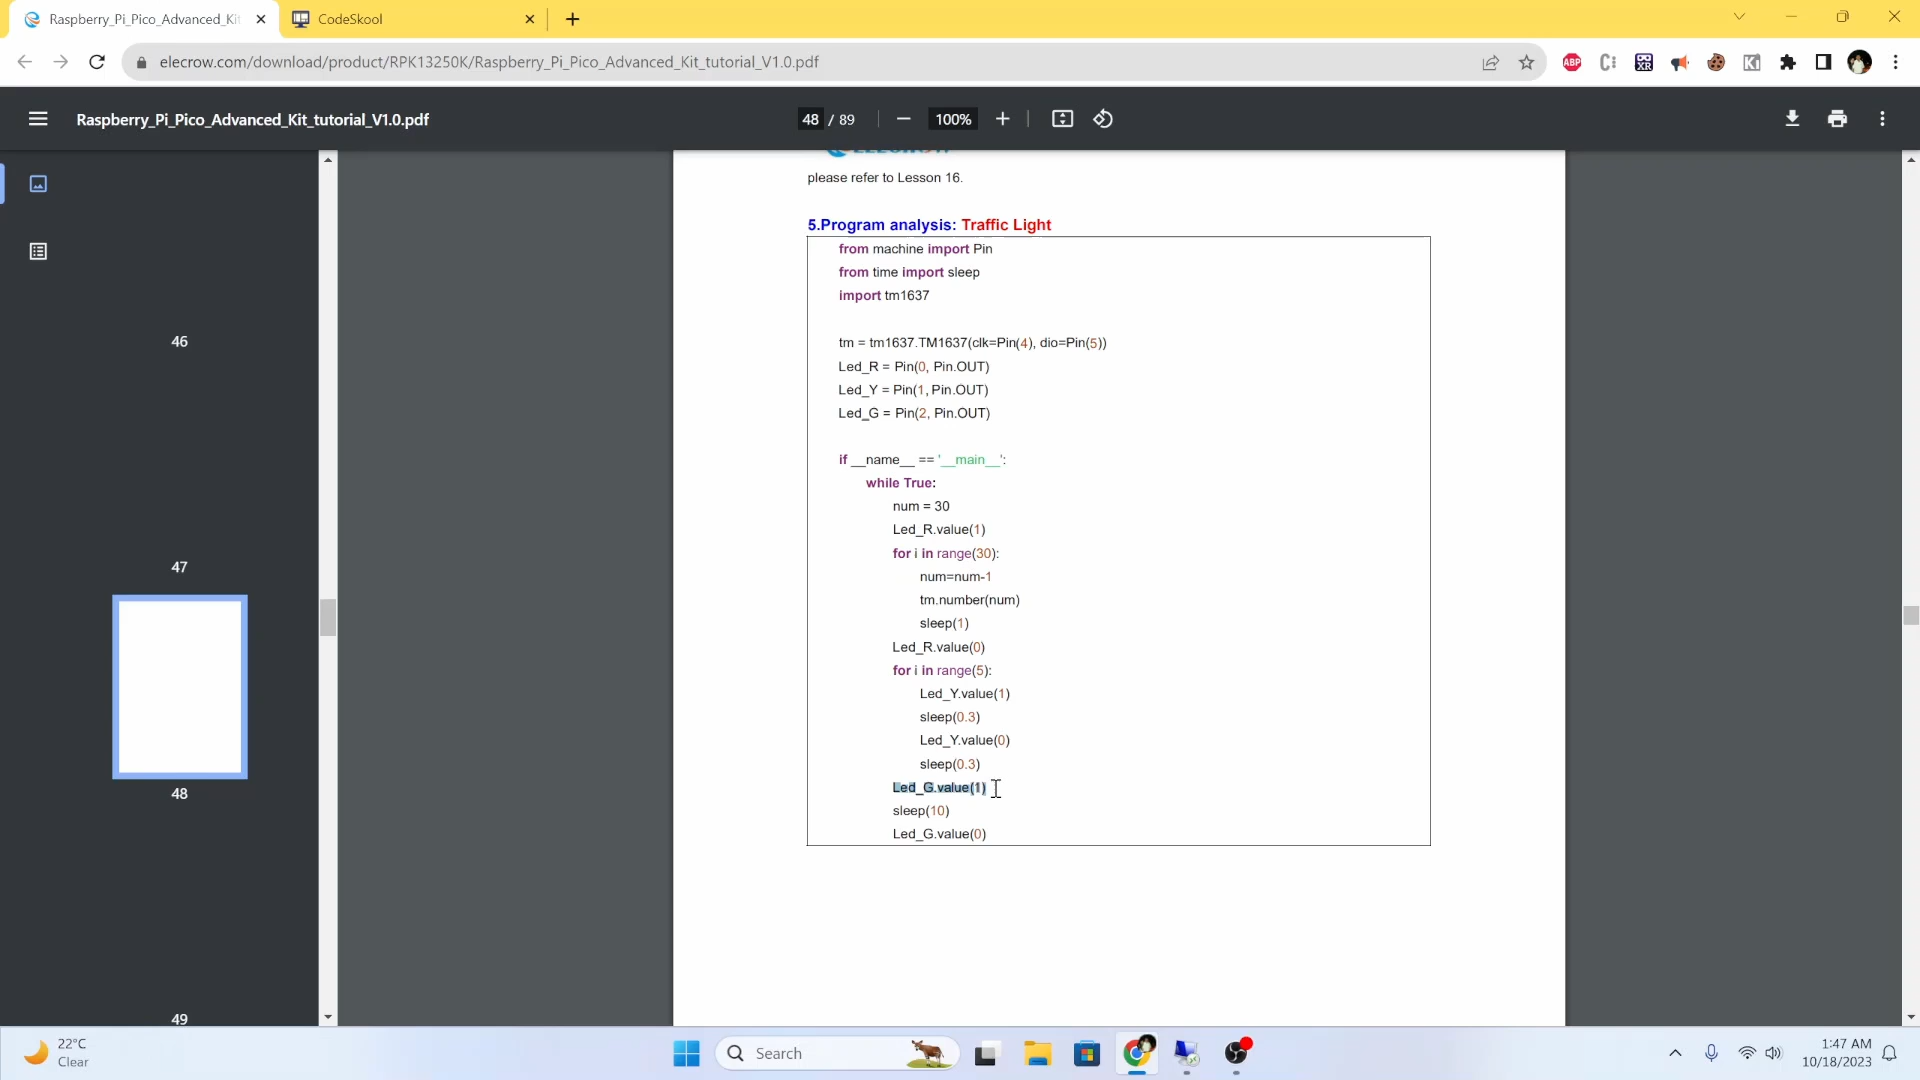 Raspberry_Pi_Pico_Advanced_Kit
CodeSkool
elecrow.com/download/product/RPK13250K/Raspberry_Pi_Pico_Advanced_Kit_tutorial_V1.0.pdf
ABP
XR
Raspberry_Pi_Pico_Advanced_Kit_tutorial_V1.0.pdf
48 / 89
100%
please refer to Lesson 16.
5.Program analysis: Traffic Light
from machine import Pin
from time import sleep
import tm1637
tm = tm1637.TM1637(clk=Pin(4), dio=Pin(5))
Led_R = Pin(0, Pin.OUT)
Led_Y = Pin(1, Pin.OUT)
Led_G = Pin(2, Pin.OUT)
if __name__ == '__main__':
while True:
num = 30
Led_R.value(1)
for i in range(30):
num=num-1
tm.number(num)
sleep(1)
Led_R.value(0)
for i in range(5):
Led_Y.value(1)
sleep(0.3)
Led_Y.value(0)
sleep(0.3)
Led_G.value(1)
sleep(10)
Led_G.value(0)
46
47
48
49
22°C
Clear
Search
1:47 AM
10/18/2023